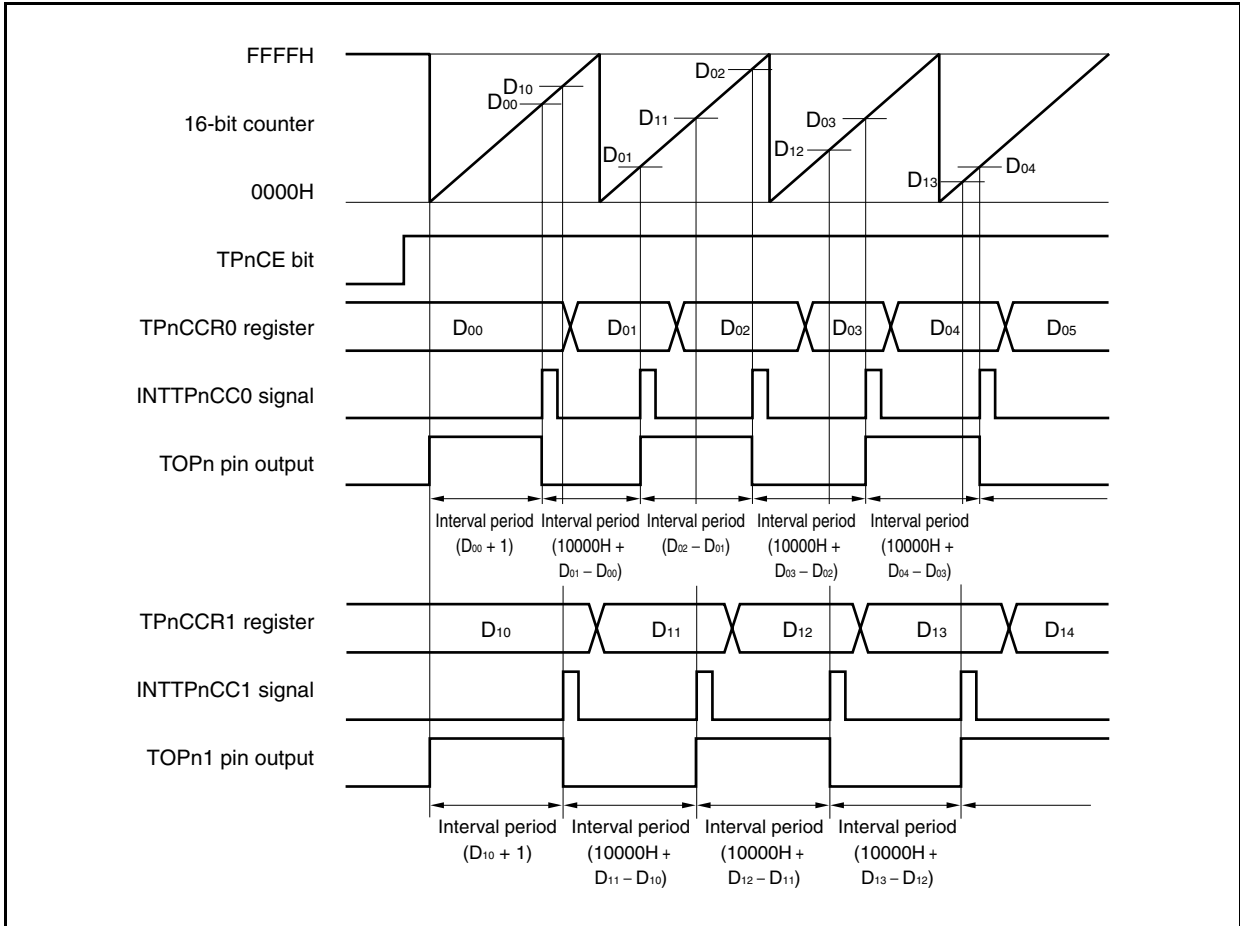 FFFFH
D10
D00
D02
16-bit counter
D11
D03
D01
D12
D04
D13
0000H
TPnCE bit
TPnCCR0 register
D00
D01
D02
D03
D04
D05
INTTPnCC0 signal
TOPn pin output
Interval period
(D00 + 1)
Interval period
(10000H +
D01 – D00)
Interval period
(D02 – D01)
Interval period
(10000H +
D03 – D02)
Interval period
(10000H +
D04 – D03)
TPnCCR1 register
D10
D11
D12
D13
D14
INTTPnCC1 signal
TOPn1 pin output
Interval period
(D10 + 1)
Interval period
(10000H +
D11 – D10)
Interval period
(10000H +
D12 – D11)
Interval period
(10000H +
D13 – D12)